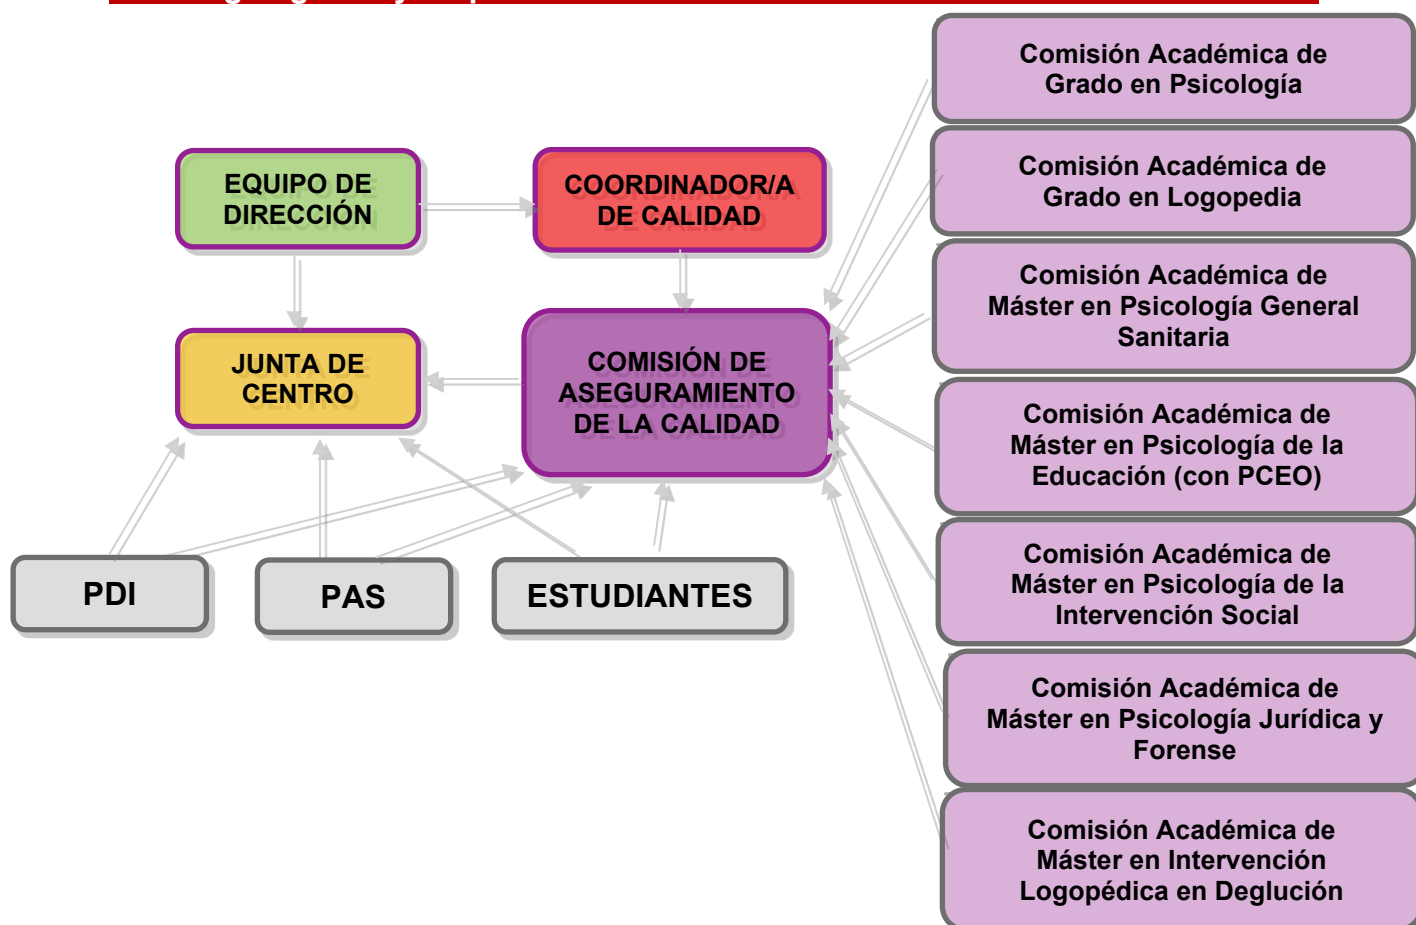 Comisión Académica de
Grado en Psicología
Comisión Académica de
Grado en Logopedia
EQUIPO DE
DIRECCIÓN
COORDINADOR/A
DE CALIDAD
Comisión Académica de
Máster en Psicología General
Sanitaria
JUNTA DE
CENTRO
COMISIÓN DE
ASEGURAMIENTO
DE LA CALIDAD
Comisión Académica de
Máster en Psicología de la
Educación (con PCEO)
Comisión Académica de
Máster en Psicología de la
Intervención Social
PDI
PAS
ESTUDIANTES
Comisión Académica de
Máster en Psicología Jurídica y
Forense
Comisión Académica de
Máster en Intervención
Logopédica en Deglución